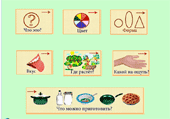 Что это?
Цвет
Форма
Вкус
Где растёт?
Какой на ощупь?
Что можно приготовить?